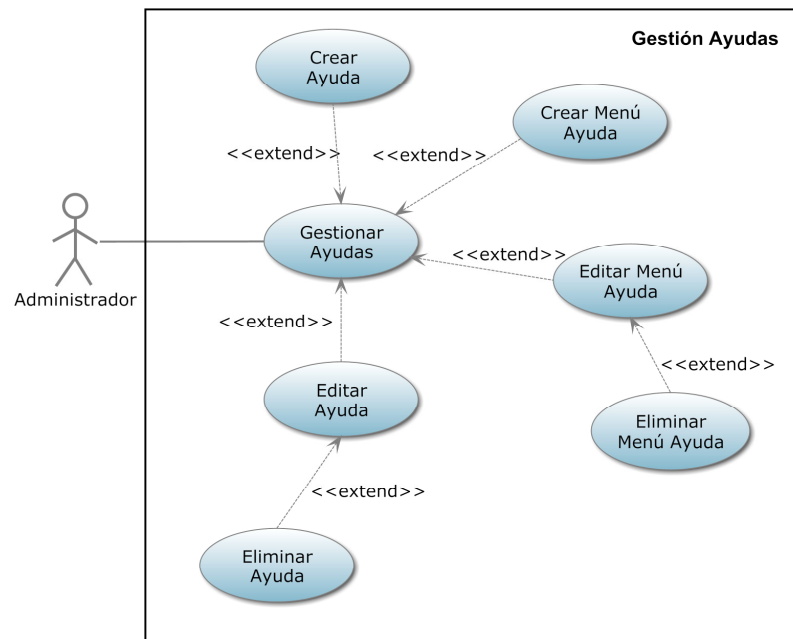 Gestión Ayudas
Crear
Ayuda
Crear Menú
Ayuda
<<extend>>
<<extend>>
Gestionar
Ayudas
<<extend>>
Editar Menú
Ayuda
Administrador
<<extend>>
<<extend>>
Editar
Ayuda
Eliminar
Menú Ayuda
<<extend>>
Eliminar
Ayuda